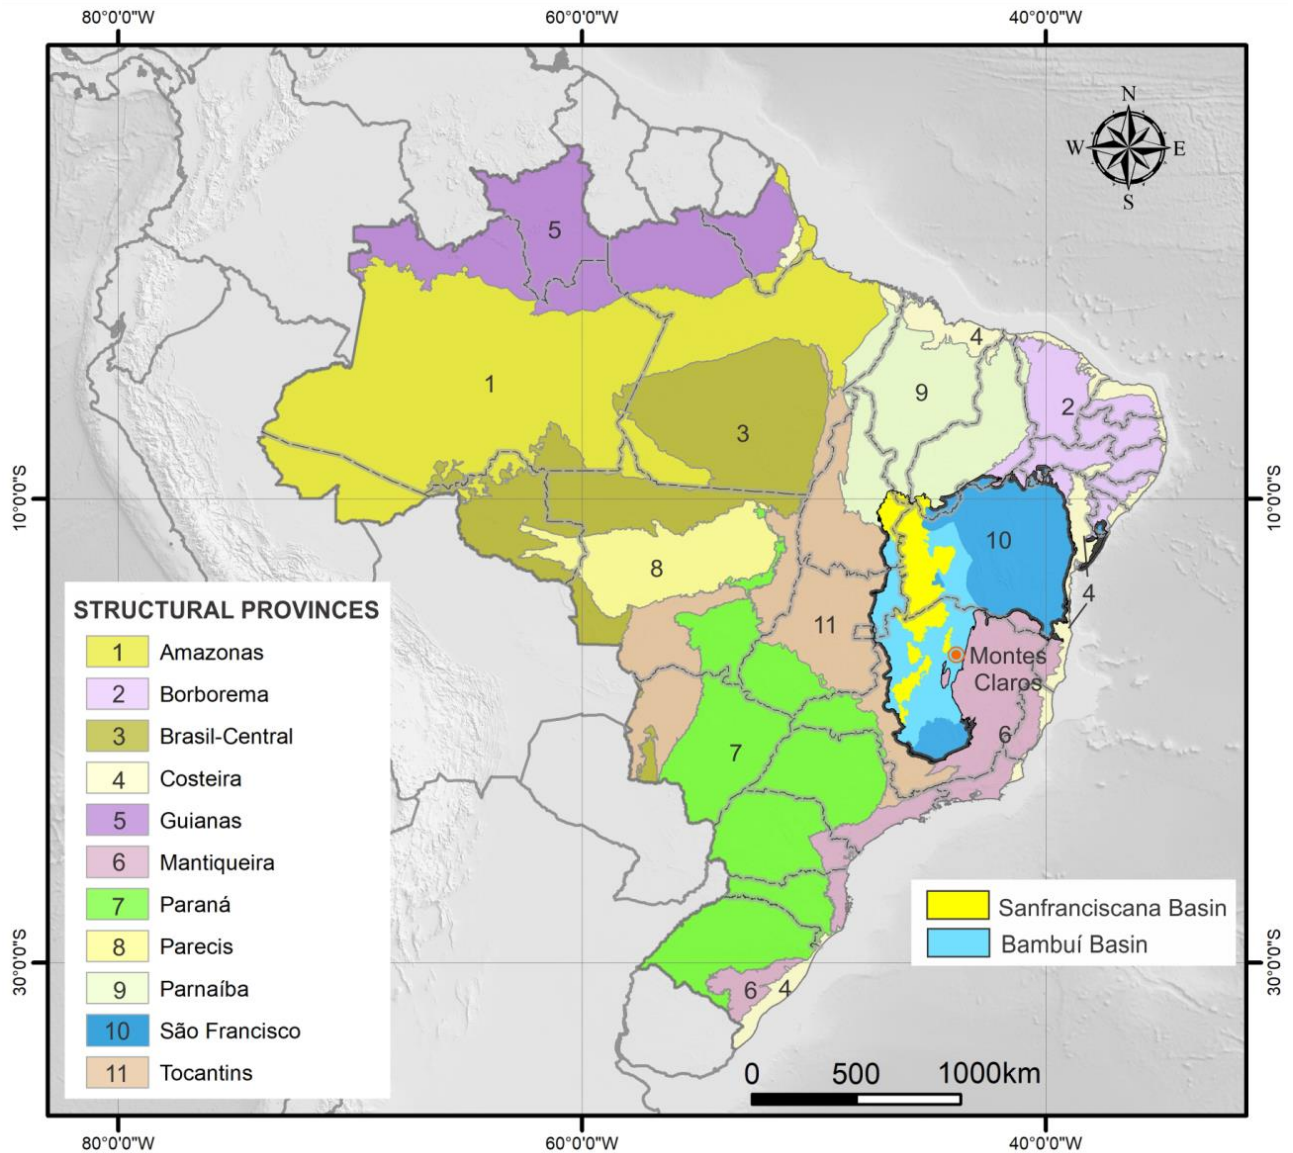 80°0'0"W 60°0'0"W 40°0'0"W
N
W E
S
5
4
1
9
2
3
10°0'0"S 10°0'0"S
10
8
4
11
Montes
Claros
6
7
STRUCTURAL PROVINCES
1 Amazonas
2 Borborema
3 Brasil-Central
4 Costeira
5 Guianas
6 Mantiqueira
7 Paraná
8 Parecis
9 Parnaíba
10 São Francisco
11 Tocantins
Sanfranciscana Basin
Bambuí Basin
30°0'0"S 30°0'0"S
6 4
0 500 1000km
80°0'0"W 60°0'0"W 40°0'0"W